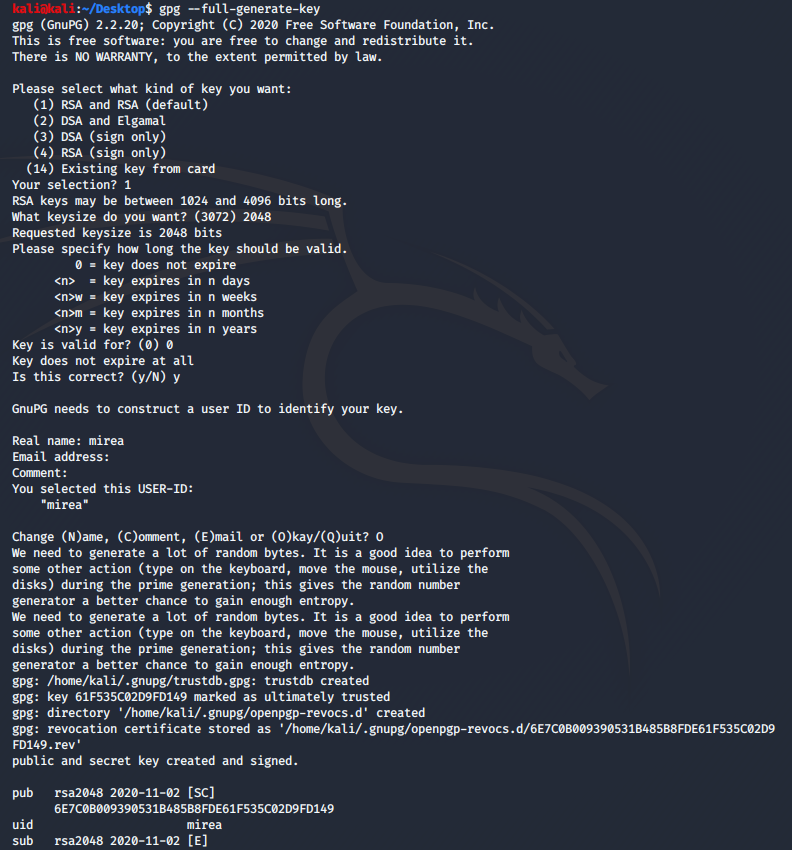 kali@kali:~/Desktop$ gpg --full-generate-key
gpg (GnuPG) 2.2.20; Copyright (C) 2020 Free Software Foundation, Inc.
This is free software: you are free to change and redistribute it.
There is NO WARRANTY, to the extent permitted by law.

Please select what kind of key you want:
   (1) RSA and RSA (default)
   (2) DSA and Elgamal
   (3) DSA (sign only)
   (4) RSA (sign only)
  (14) Existing key from card
Your selection? 1
RSA keys may be between 1024 and 4096 bits long.
What keysize do you want? (3072) 2048
Requested keysize is 2048 bits
Please specify how long the key should be valid.
         0 = key does not expire
      <n>  = key expires in n days
      <n>w = key expires in n weeks
      <n>m = key expires in n months
      <n>y = key expires in n years
Key is valid for? (0) 0
Key does not expire at all
Is this correct? (y/N) y

GnuPG needs to construct a user ID to identify your key.

Real name: mirea
Email address:
Comment:
You selected this USER-ID:
    "mirea"

Change (N)ame, (C)omment, (E)mail or (O)kay/(Q)uit? O
We need to generate a lot of random bytes. It is a good idea to perform
some other action (type on the keyboard, move the mouse, utilize the
disks) during the prime generation; this gives the random number
generator a better chance to gain enough entropy.
We need to generate a lot of random bytes. It is a good idea to perform
some other action (type on the keyboard, move the mouse, utilize the
disks) during the prime generation; this gives the random number
generator a better chance to gain enough entropy.
gpg: /home/kali/.gnupg/trustdb.gpg: trustdb created
gpg: key 61F535C02D9FD149 marked as ultimately trusted
gpg: directory '/home/kali/.gnupg/openpgp-revocs.d' created
gpg: revocation certificate stored as '/home/kali/.gnupg/openpgp-revocs.d/6E7C0B009390531B485B8FDE61F535C02D9
FD149.rev'
public and secret key created and signed.

pub   rsa2048 2020-11-02 [SC]
      6E7C0B009390531B485B8FDE61F535C02D9FD149
uid                      mirea
sub   rsa2048 2020-11-02 [E]